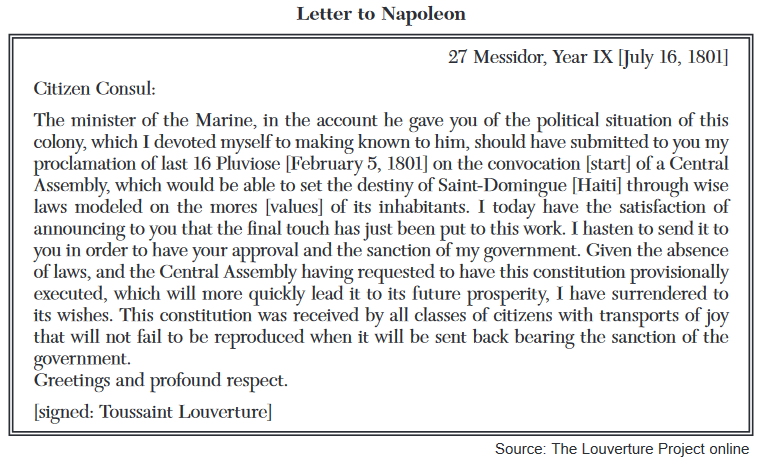 Letter to Napoleon
27 Messidor, Year IX [July 16, 1801]
Citizen Consul:
The minister of the Marine, in the account he gave you of the political situation of this
colony, which I devoted myself to making known to him, should have submitted to you my
proclamation of last 16 Pluviose [February 5, 1801] on the convocation [start] of a Central
Assembly, which would be able to set the destiny of Saint-Domingue [Haiti] through wise
laws modeled on the mores [values] of its inhabitants. I today have the satisfaction of
announcing to you that the final touch has just been put to this work. I hasten to send it to
you in order to have your approval and the sanction of my government. Given the absence
of laws, and the Central Assembly having requested to have this constitution provisionally
executed, which will more quickly lead it to its future prosperity, I have surrendered to
its wishes. This constitution was received by all classes of citizens with transports of joy
that will not fail to be reproduced when it will be sent back bearing the sanction of the
government.
Greetings and profound respect.
[signed: Toussaint Louverture]
Source: The Louverture Project online